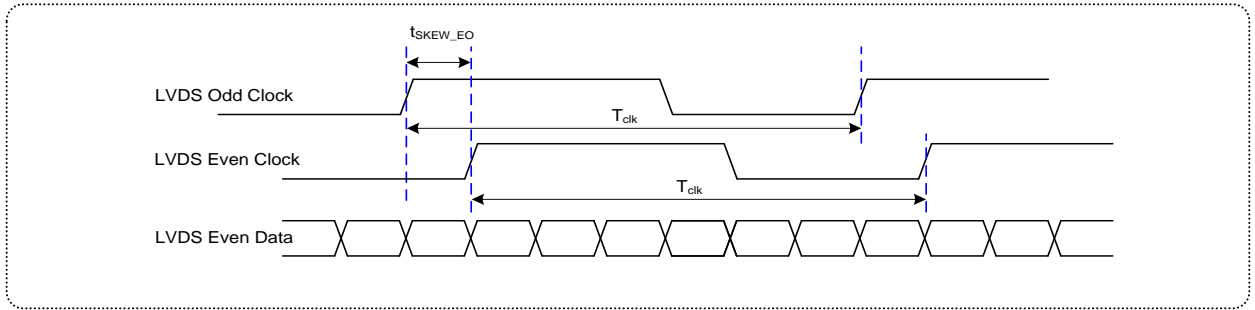 tSKEW_EO
LVDS Odd Clock
Tclk
LVDS Even Clock
Tclk
LVDS Even Data